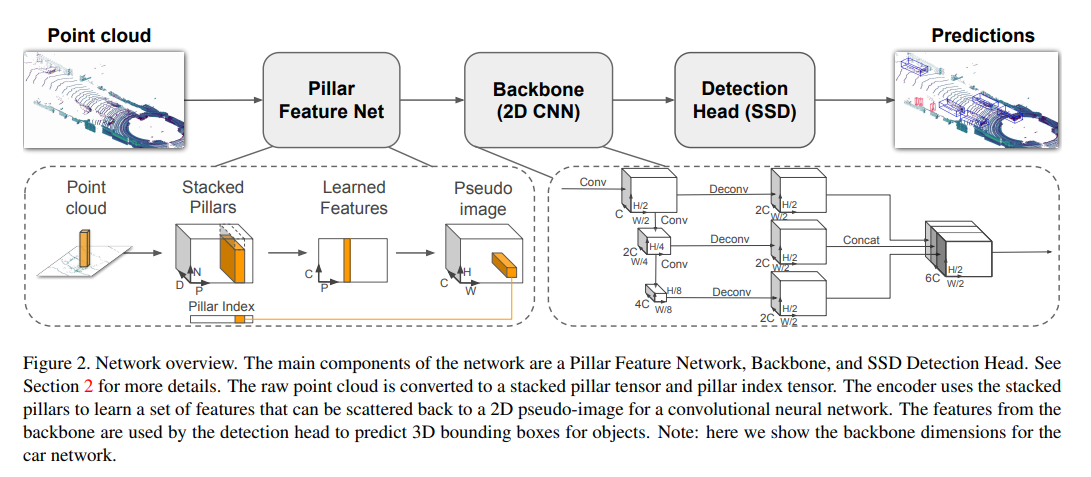 Point cloud
Predictions
Pillar
Feature Net
Backbone
(2D CNN)
Detection
Head (SSD)
Point
cloud
Stacked
Pillars
Learned
Features
Pseudo
image
D
N
P
C
P
C
H
W
Pillar Index
Conv
C
H/2
W/2
Conv
2C
H/4
W/4
Conv
4C
H/8
W/8
Deconv
2C
H/2
W/2
Deconv
2C
H/2
W/2
Deconv
2C
H/2
W/2
Concat
6C
H/2
W/2
Figure 2. Network overview. The main components of the network are a Pillar Feature Network, Backbone, and SSD Detection Head. See
Section 2 for more details. The raw point cloud is converted to a stacked pillar tensor and pillar index tensor. The encoder uses the stacked
pillars to learn a set of features that can be scattered back to a 2D pseudo-image for a convolutional neural network. The features from the
backbone are used by the detection head to predict 3D bounding boxes for objects. Note: here we show the backbone dimensions for the
car network.